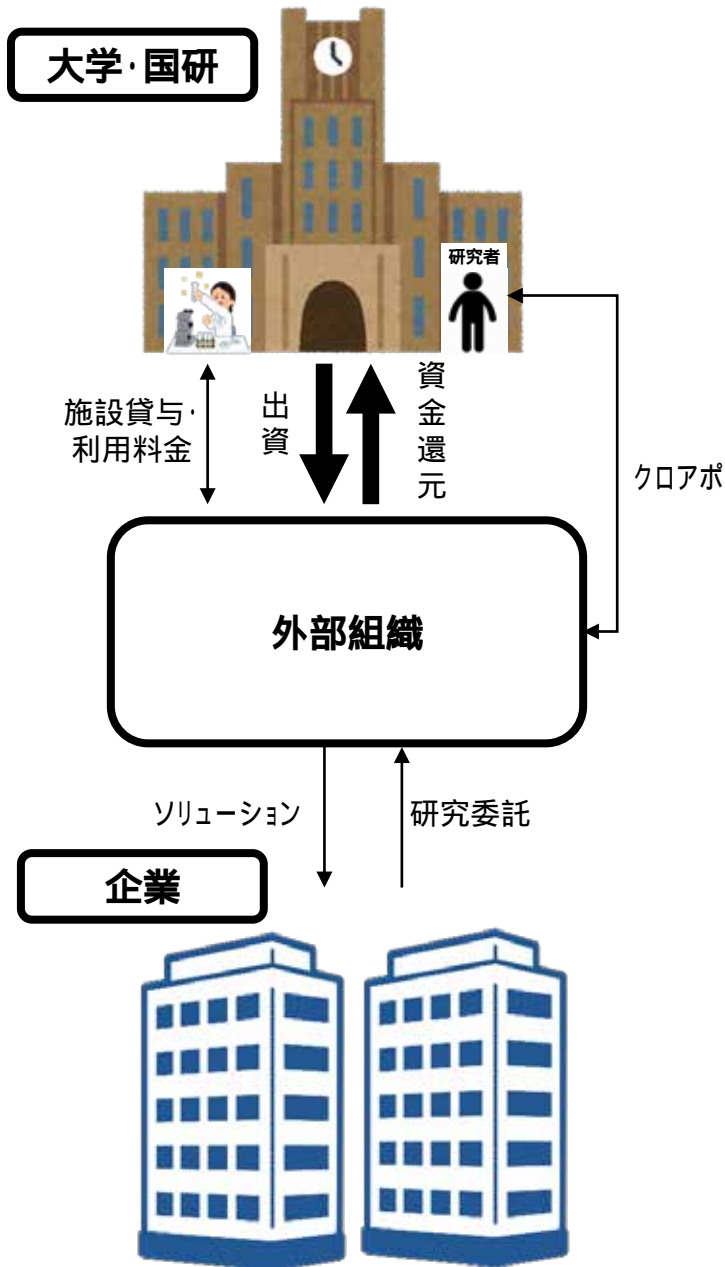 大学・国研
研究者
施設貸与・
利用料金
出資
資金還元
クロアポ
外部組織
ソリューション
研究委託
企業